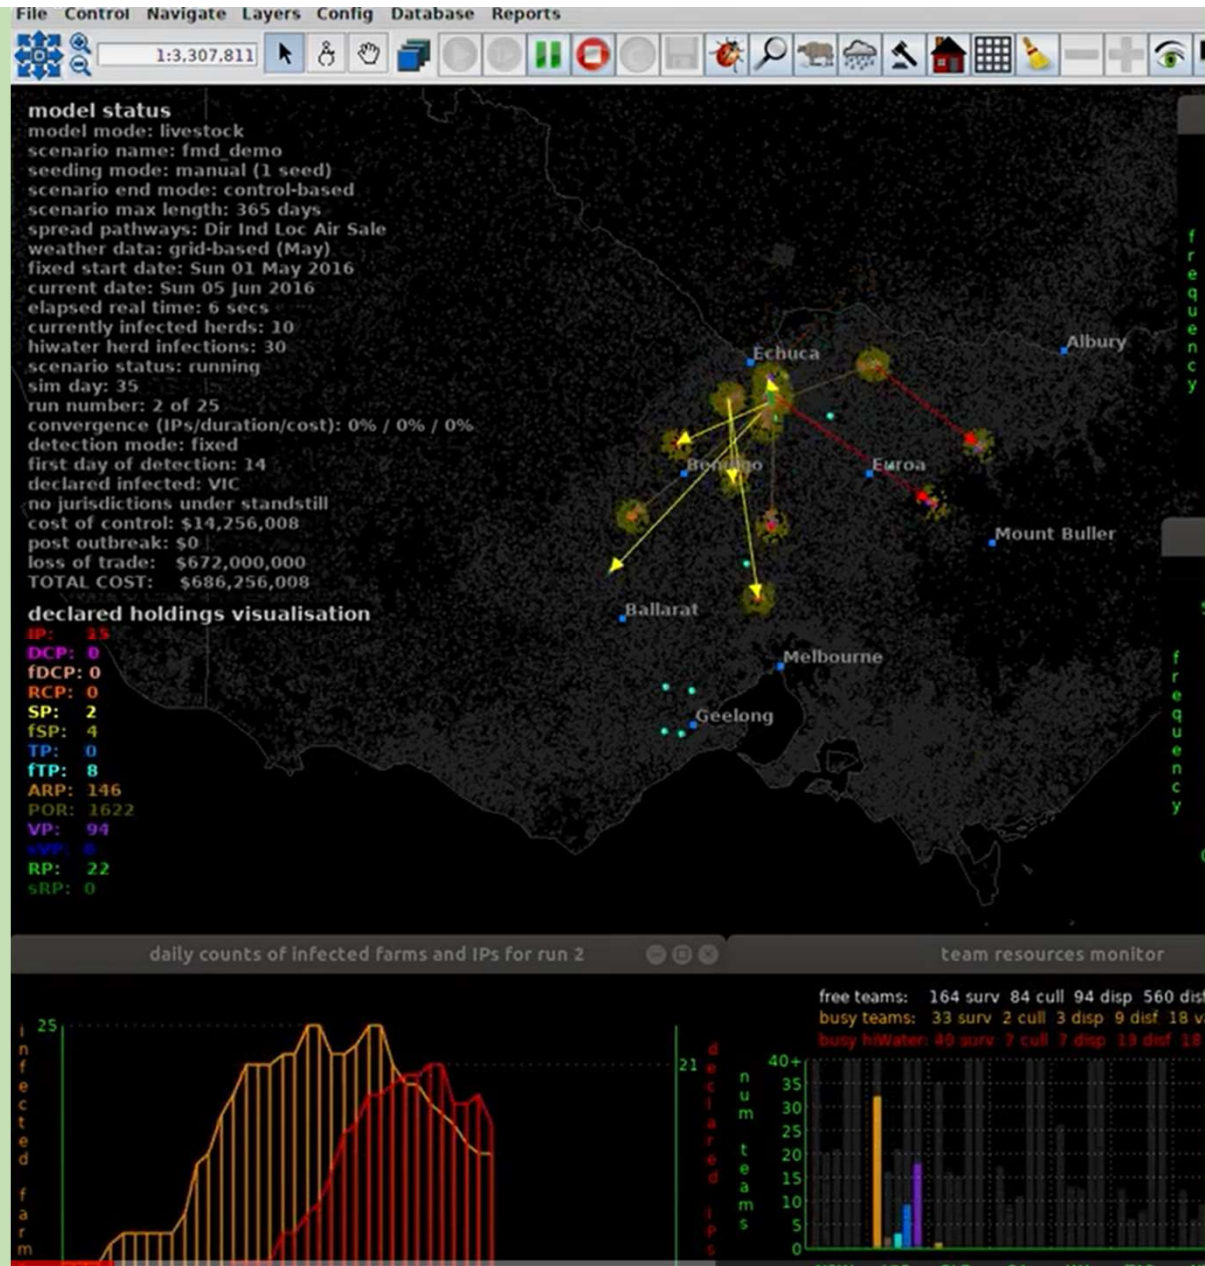 File Control Navigate Layers Config Database Reports
1:3,307,811
model status
model mode: livestock
scenario name: fmd_demo
seeding mode: manual (1 seed)
scenario end mode: control-based
scenario max length: 365 days
spread pathways: Dir Ind Loc Air Sale
weather data: grid-based (May)
fixed start date: Sun 01 May 2016
current date: Sun 05 Jun 2016
elapsed real time: 6 secs
currently infected herds: 10
hiwater herd infections: 30
scenario status: running
sim day: 35
run number: 2 of 25
convergence (IPs/duration/cost): 0% / 0% / 0%
detection mode: fixed
first day of detection: 14
declared infected: VIC
no jurisdictions under standstill
cost of control: $14,256,008
post outbreak: $0
loss of trade: $672,000,000
TOTAL COST: $686,256,008
declared holdings visualisation
IP: 15
DCP: 0
fDCP: 0
RCP: 0
SP: 2
fSP: 4
TP: 0
fTP: 8
ARP: 146
POR: 1622
VP: 94
sVP: 0
RP: 22
sRP: 0
Echuca
Albury
Bendigo
Euroa
Mount Buller
Ballarat
Melbourne
Geelong
frequency
frequency
daily counts of infected farms and IPs for run 2
infected farm
25
21
declared IPs
team resources monitor
free teams: 164 surv 84 cull 94 disp 560 disf
busy teams: 33 surv 2 cull 3 disp 9 disf 18
busy hiWater: 40 surv 7 cull 7 disp 18
num teams
40+
35
30
25
20
15
10
5
0